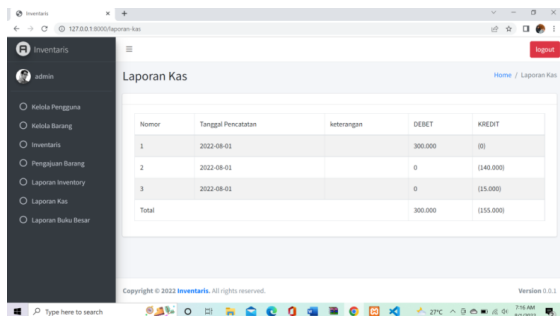 Inventaris
127.0.0.1:8000/laporan-kas
Inventaris
logout
admin
Laporan Kas
Home / Laporan Kas
Kelola Pengguna
Kelola Barang
Inventaris
Pengajuan Barang
Laporan Inventory
Laporan Kas
Laporan Buku Besar
Nomor Tanggal Pencatatan keterangan DEBET KREDIT
1 2022-08-01 300.000 (0)
2 2022-08-01 0 (140.000)
3 2022-08-01 0 (15.000)
Total 300.000 (155.000)
Copyright © 2022 Inventaris. All rights reserved.
Version 0.0.1
Type here to search
27°C
7:16 AM